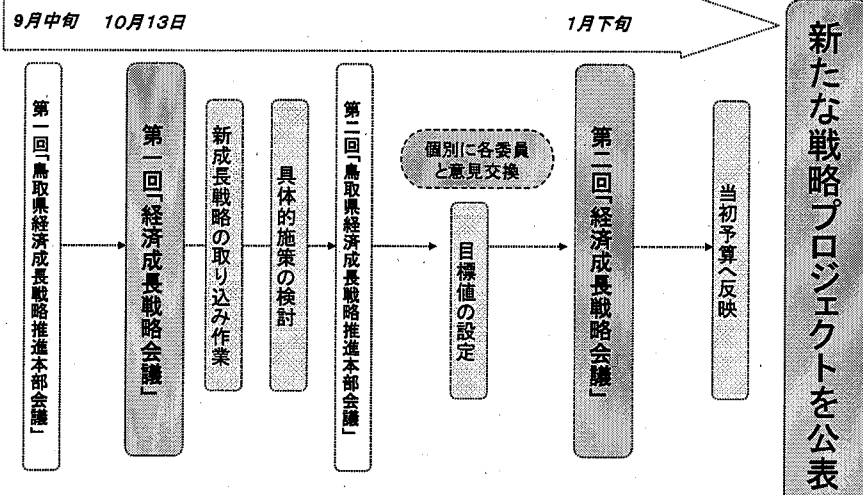 9月中旬
10月13日
1月下旬
第一回「鳥取県経済成長戦略推進本部会議」
第一回「経済成長戦略会議」
新成長戦略の取り込み作業
具体的施策の検討
第二回「鳥取県経済成長戦略推進本部会議」
個別に各委員
と意見交換
目標値の設定
第二回「経済成長戦略会議」
当初予算へ反映
新たな戦略プロジェクトを公表